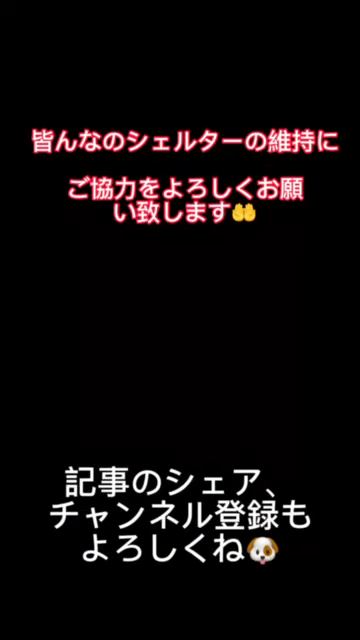 皆んなのシェルターの維持に
ご協力をよろしくお願
い致します🤲
記事のシェア、
チャンネル登録も
よろしくね🐶